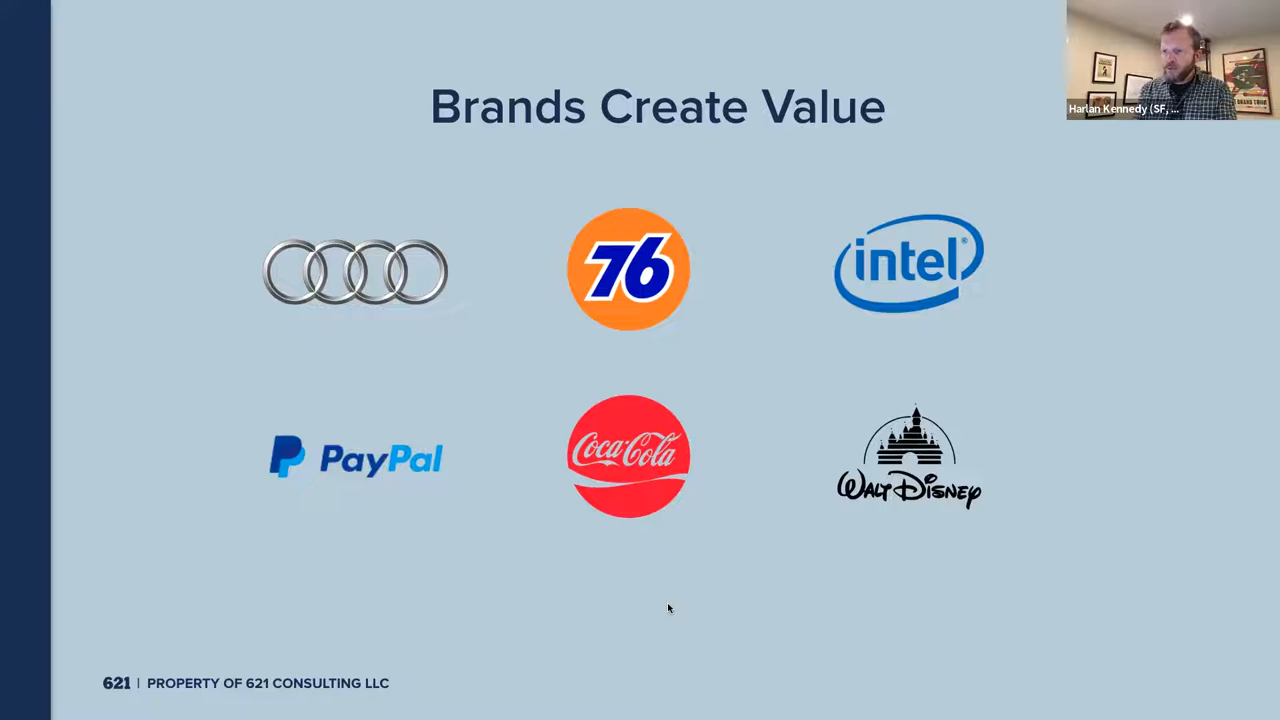 Brands Create Value
Harlan Kennedy (SF, ...
76
intel®
PayPal
Coca-Cola
WALT DISNEY
621 | PROPERTY OF 621 CONSULTING LLC